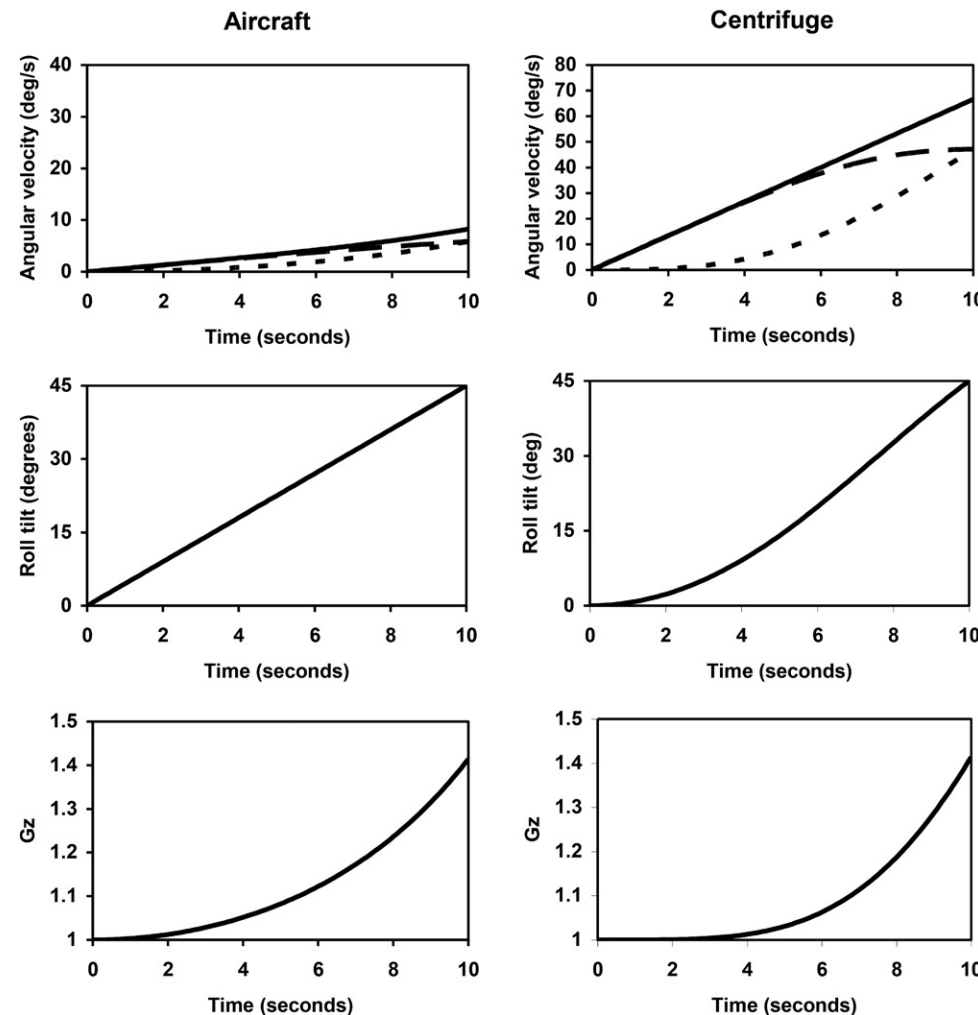 Aircraft
Angular velocity (deg/s)
40
30
20
10
0
0 2 4 6 8 10
Time (seconds)
Centrifuge
Angular velocity (deg/s)
80
70
60
50
40
30
20
10
0
0 2 4 6 8 10
Time (seconds)
Roll tilt (degrees)
45
30
15
0
0 2 4 6 8 10
Time (seconds)
Roll tilt (deg)
45
30
15
0
0 2 4 6 8 10
Time (seconds)
Gz
1.5
1.4
1.3
1.2
1.1
1
0 2 4 6 8 10
Time (seconds)
Gz
1.5
1.4
1.3
1.2
1.1
1
0 2 4 6 8 10
Time (seconds)